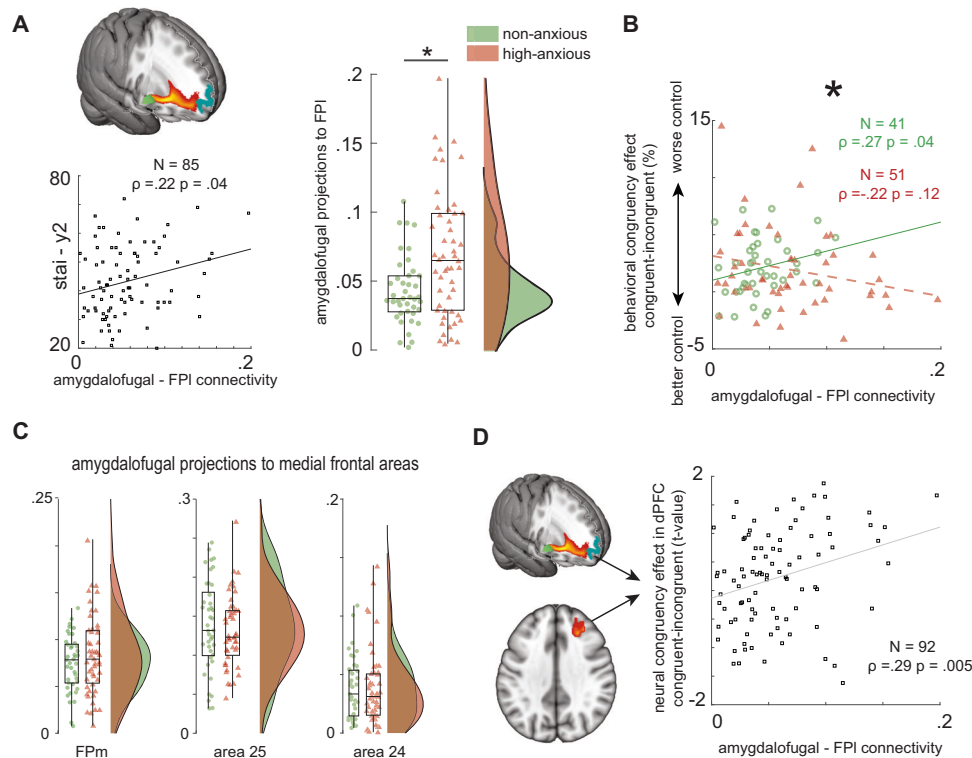 A
non-anxious
high-anxious
N = 85
ρ =.22 p = .04
80
stai - y2
20
0
.2
amygdalofugal - FPl connectivity
*
.2
.15
.1
.05
0
amygdalofugal projections to FPl
B
*
worse control
better control
behavioral congruency effect
congruent-incongruent (%)
15
-5
N = 41
ρ =.27 p = .04
N = 51
ρ =-.22 p = .12
0
.2
amygdalofugal - FPl connectivity
C
amygdalofugal projections to medial frontal areas
.25
0
FPm
.3
0
area 25
.2
0
area 24
D
neural congruency effect in dPFC
congruent-incongruent (t-value)
2
-2
N = 92
ρ =.29 p =.005
0
.2
amygdalofugal - FPl connectivity